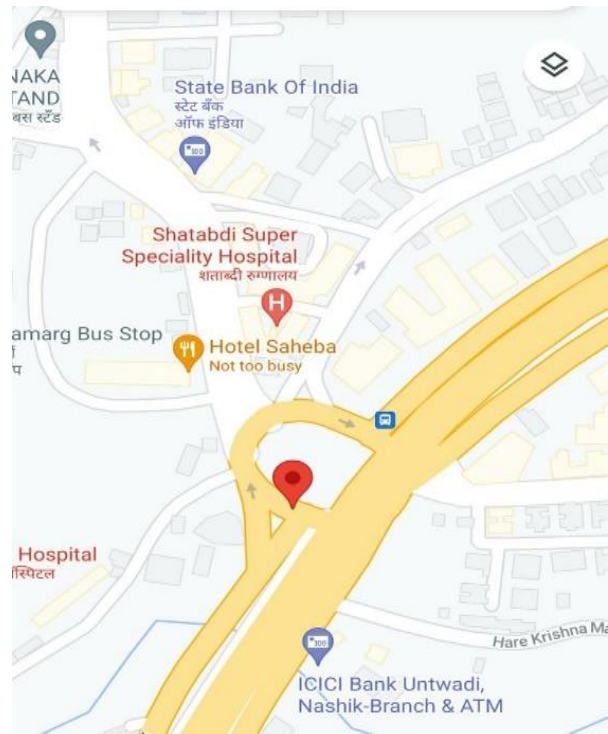 NAKA
TAND
बस स्टँड
State Bank Of India
स्टेट बँक
ऑफ इंडिया
Shatabdi Super
Speciality Hospital
शताब्दी रुग्णालय
H
amarg Bus Stop
Hotel Saheba
Not too busy
Hospital
ॉस्पिटल
Hare Krishna Ma
ICICI Bank Untwadi,
Nashik-Branch & ATM